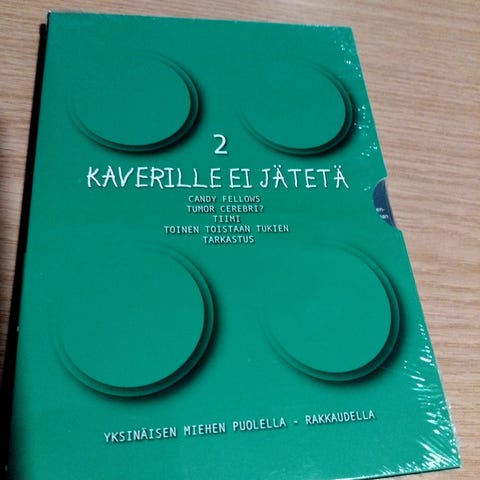 2
KAVERILLE EI JÄTETÄ
CANDY FELLOWS
TUMOR CEREBRI?
TIIMI
TOINEN TOISTAAN TUKIEN
TARKASTUS
YKSINÄISEN MIEHEN PUOLELLA - RAKKAUDELLA